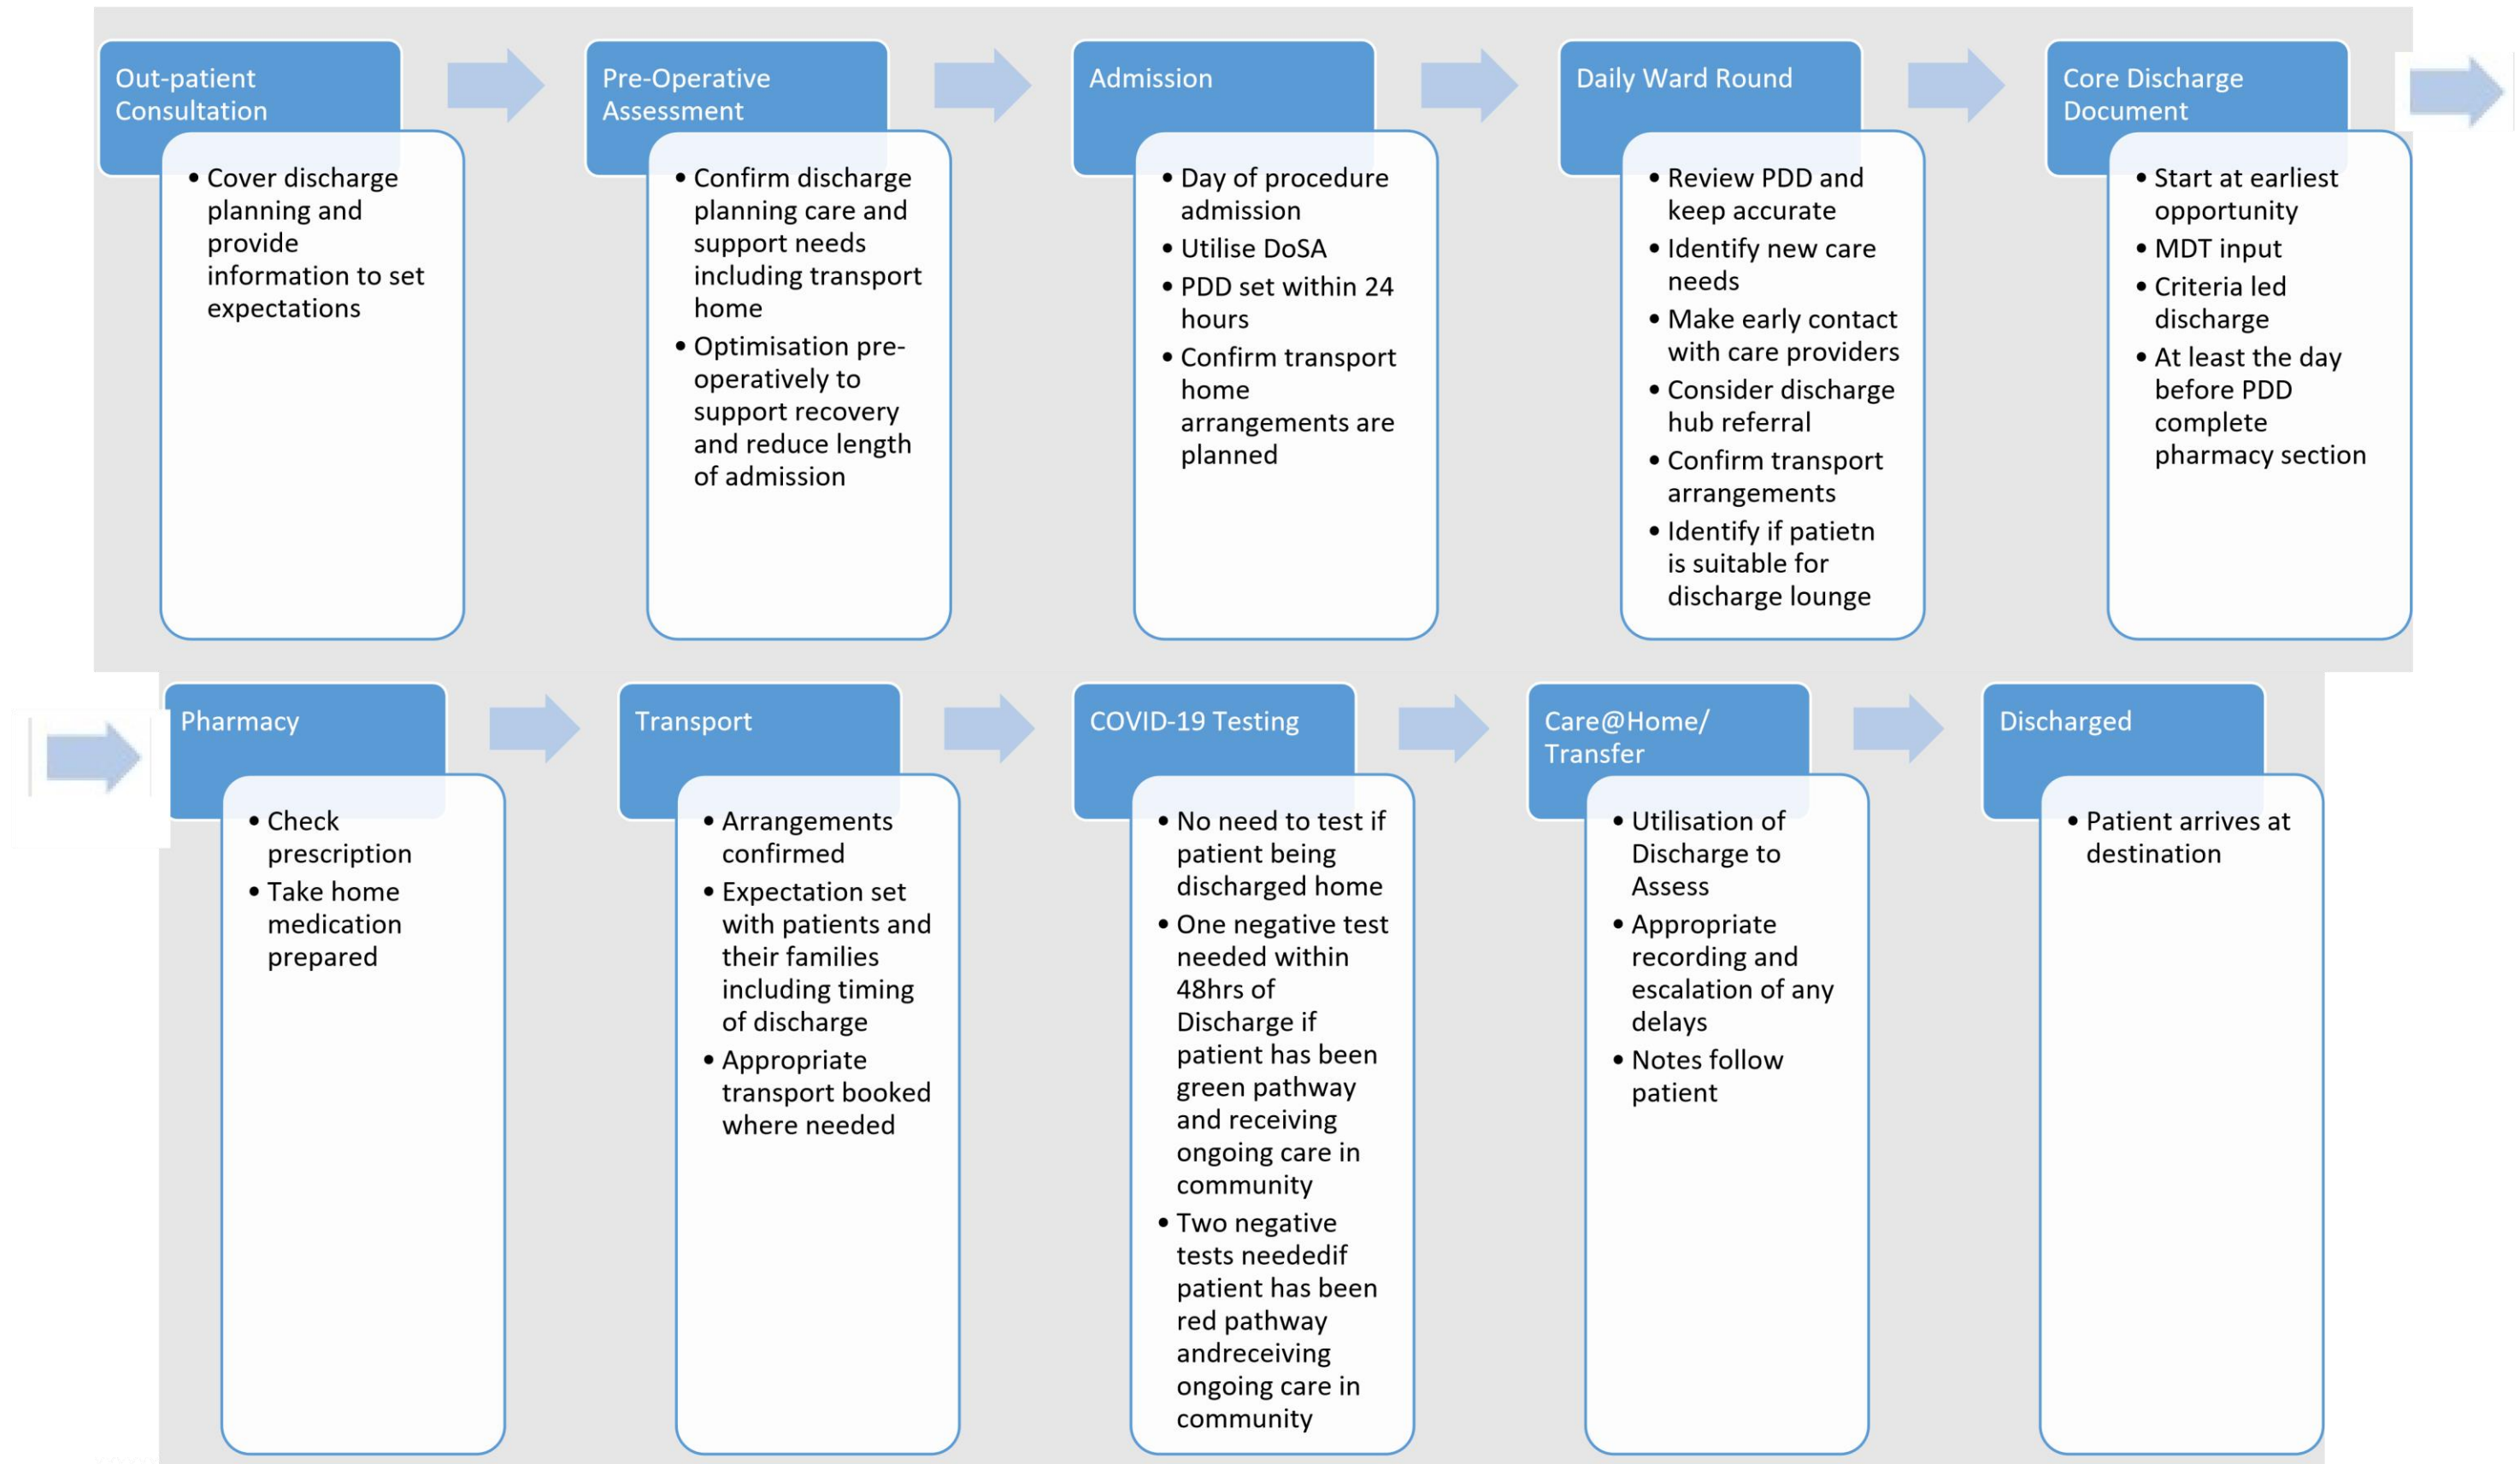 Out-patient
Consultation
• Cover discharge
planning and
provide
information to set
expectations
Pre-Operative
Assessment
• Confirm discharge
planning care and
support needs
including transport
home
• Optimisation pre-
operatively to
support recovery
and reduce length
of admission
Admission
• Day of procedure
admission
• Utilise DoSA
• PDD set within 24
hours
• Confirm transport
home
arrangements are
planned
Daily Ward Round
• Review PDD and
keep accurate
• Identify new care
needs
• Make early contact
with care providers
• Consider discharge
hub referral
• Confirm transport
arrangements
• Identify if patietn
is suitable for
discharge lounge
Core Discharge
Document
• Start at earliest
opportunity
• MDT input
• Criteria led
discharge
• At least the day
before PDD
complete
pharmacy section
Pharmacy
• Check
prescription
• Take home
medication
prepared
Transport
• Arrangements
confirmed
• Expectation set
with patients and
their families
including timing
of discharge
• Appropriate
transport booked
where needed
COVID-19 Testing
• No need to test if
patient being
discharged home
• One negative test
needed within
48hrs of
Discharge if
patient has been
green pathway
and receiving
ongoing care in
community
• Two negative
tests neededif
patient has been
red pathway
andreceiving
ongoing care in
community
Care@Home/
Transfer
• Utilisation of
Discharge to
Assess
• Appropriate
recording and
escalation of any
delays
• Notes follow
patient
Discharged
• Patient arrives at
destination